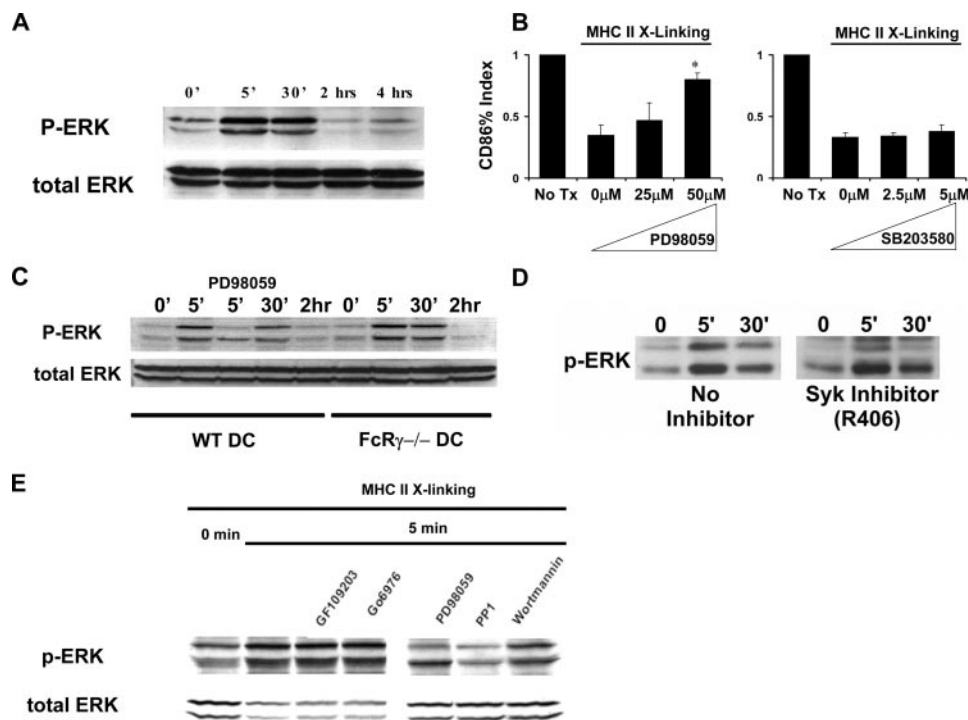 A
0' 5' 30' 2 hrs 4 hrs
P-ERK
total ERK
B
MHC II X-Linking
CD86% Index
1
0.5
0
No Tx 0μM 25μM 50μM
*
PD98059
MHC II X-Linking
1
0.5
0
No Tx 0μM 2.5μM 5μM
SB203580
C
PD98059
0' 5' 5' 30' 2hr 0' 5' 30' 2hr
P-ERK
total ERK
WT DC
FcRγ–/– DC
D
0 5' 30' 0 5' 30'
p-ERK
No
Inhibitor
Syk Inhibitor
(R406)
E
MHC II X-linking
0 min
5 min
GF109203
Go6976
PD98059
PP1
Wortmannin
p-ERK
total ERK